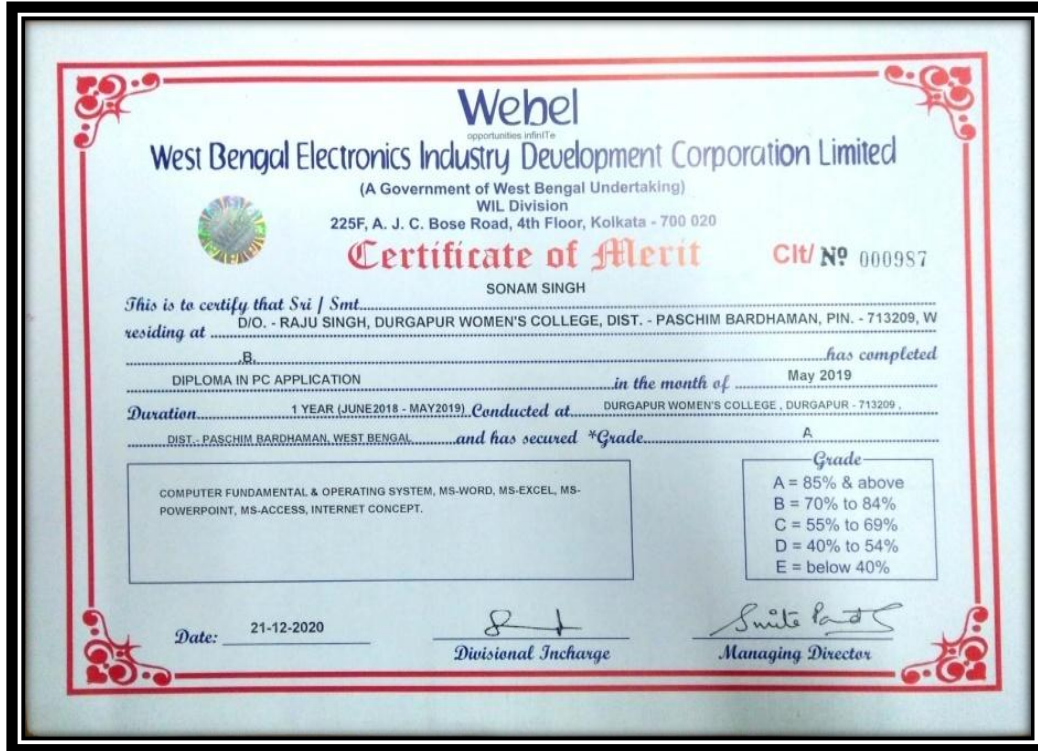 Webel
opportunities infinITe
West Bengal Electronics Industry Development Corporation Limited
(A Government of West Bengal Undertaking)
WIL Division
225F, A. J. C. Bose Road, 4th Floor, Kolkata - 700 020
Certificate of Merit
Clt/ Nº 000987
SONAM SINGH
This is to certify that Sri / Smt.
residing at D/O. - RAJU SINGH, DURGAPUR WOMEN'S COLLEGE, DIST. - PASCHIM BARDHAMAN, PIN. - 713209, W
.B. has completed
DIPLOMA IN PC APPLICATION in the month of May 2019
Duration 1 YEAR (JUNE2018 - MAY2019) Conducted at DURGAPUR WOMEN'S COLLEGE , DURGAPUR - 713209 ,
DIST.- PASCHIM BARDHAMAN, WEST BENGAL and has secured *Grade A
COMPUTER FUNDAMENTAL & OPERATING SYSTEM, MS-WORD, MS-EXCEL, MS-
POWERPOINT, MS-ACCESS, INTERNET CONCEPT.
Grade
A = 85% & above
B = 70% to 84%
C = 55% to 69%
D = 40% to 54%
E = below 40%
Date: 21-12-2020
Divisional Incharge
Managing Director